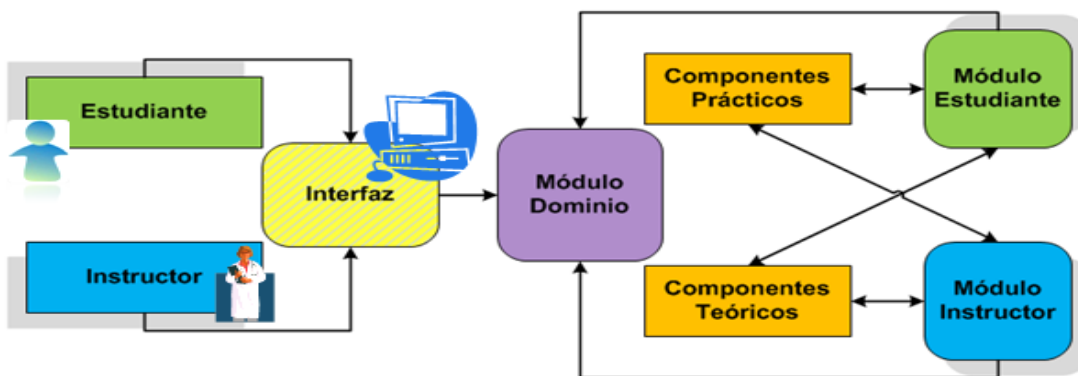 Estudiante
Instructor
Interfaz
Módulo
Dominio
Componentes
Prácticos
Componentes
Teóricos
Módulo
Estudiante
Módulo
Instructor